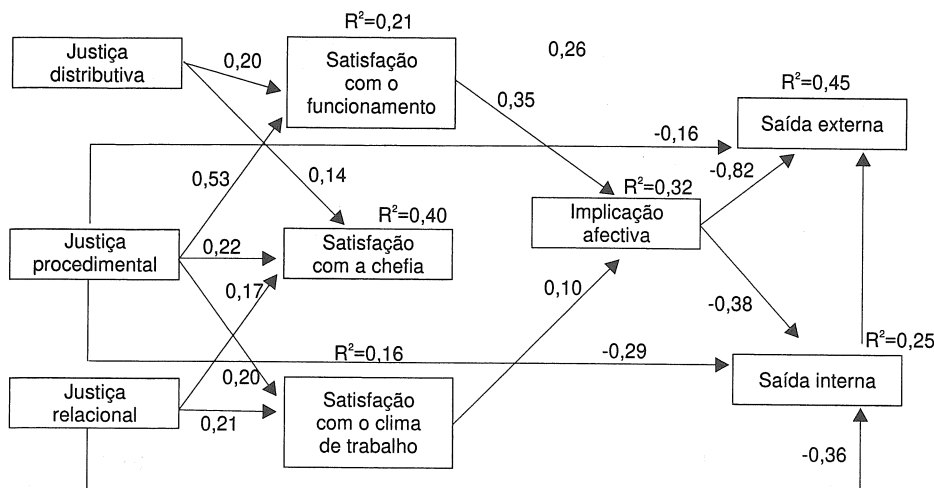 R²=0,21
Justiça
distributiva
0,20
Satisfação
com o
funcionamento
0,26
0,35
R²=0,45
Saída externa
-0,16
-0,82
0,53
0,14
R²=0,40
R²=0,32
Implicação
afectiva
Justiça
procedimental
0,22
Satisfação
com a chefia
0,17
0,10
-0,38
R²=0,16
-0,29
R²=0,25
Saída interna
Justiça
relacional
0,20
0,21
Satisfação
com o clima
de trabalho
-0,36